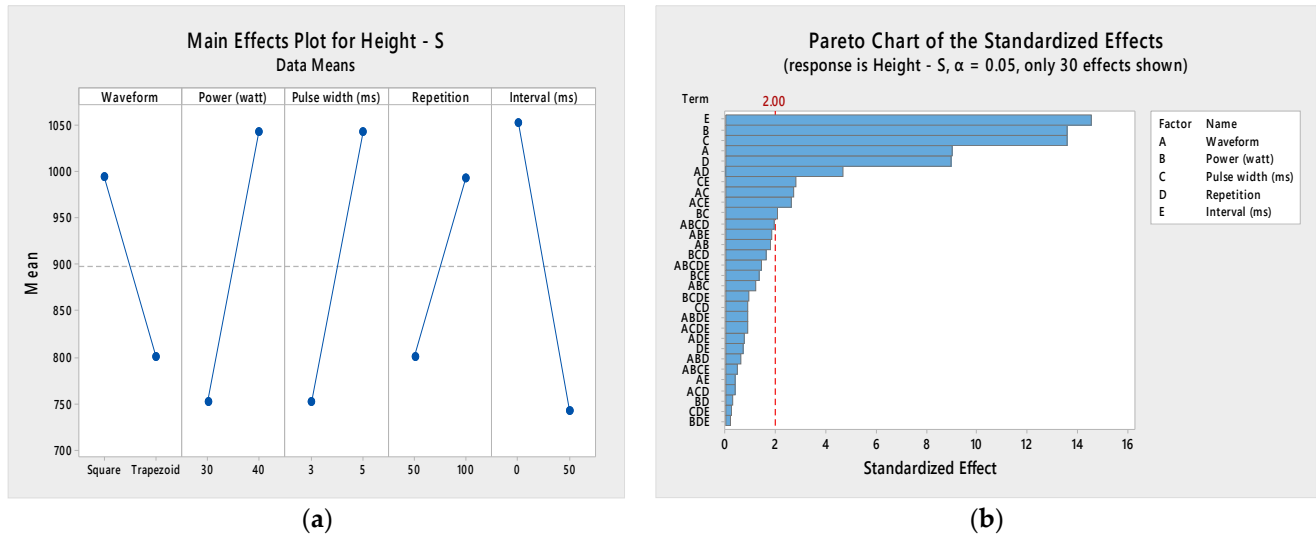 Main Effects Plot for Height - S
Data Means
Waveform Power (watt) Pulse width (ms) Repetition Interval (ms)
1050
1000
950
900
850
800
750
700
Mean
Square Trapezoid 30 40 3 5 50 100 0 50
(a)
Pareto Chart of the Standardized Effects
(response is Height - S, α = 0.05, only 30 effects shown)
Term
2.00
E
B
C
A
D
AD
CE
AC
ACE
BC
ABCD
ABE
AB
BCD
ABCDE
BCE
ABC
BCDE
CD
ABDE
ACDE
ADE
DE
ABD
ABCE
AE
ACD
BD
CDE
BDE
0 2 4 6 8 10 12 14 16
Standardized Effect
Factor Name
A Waveform
B Power (watt)
C Pulse width (ms)
D Repetition
E Interval (ms)
(b)